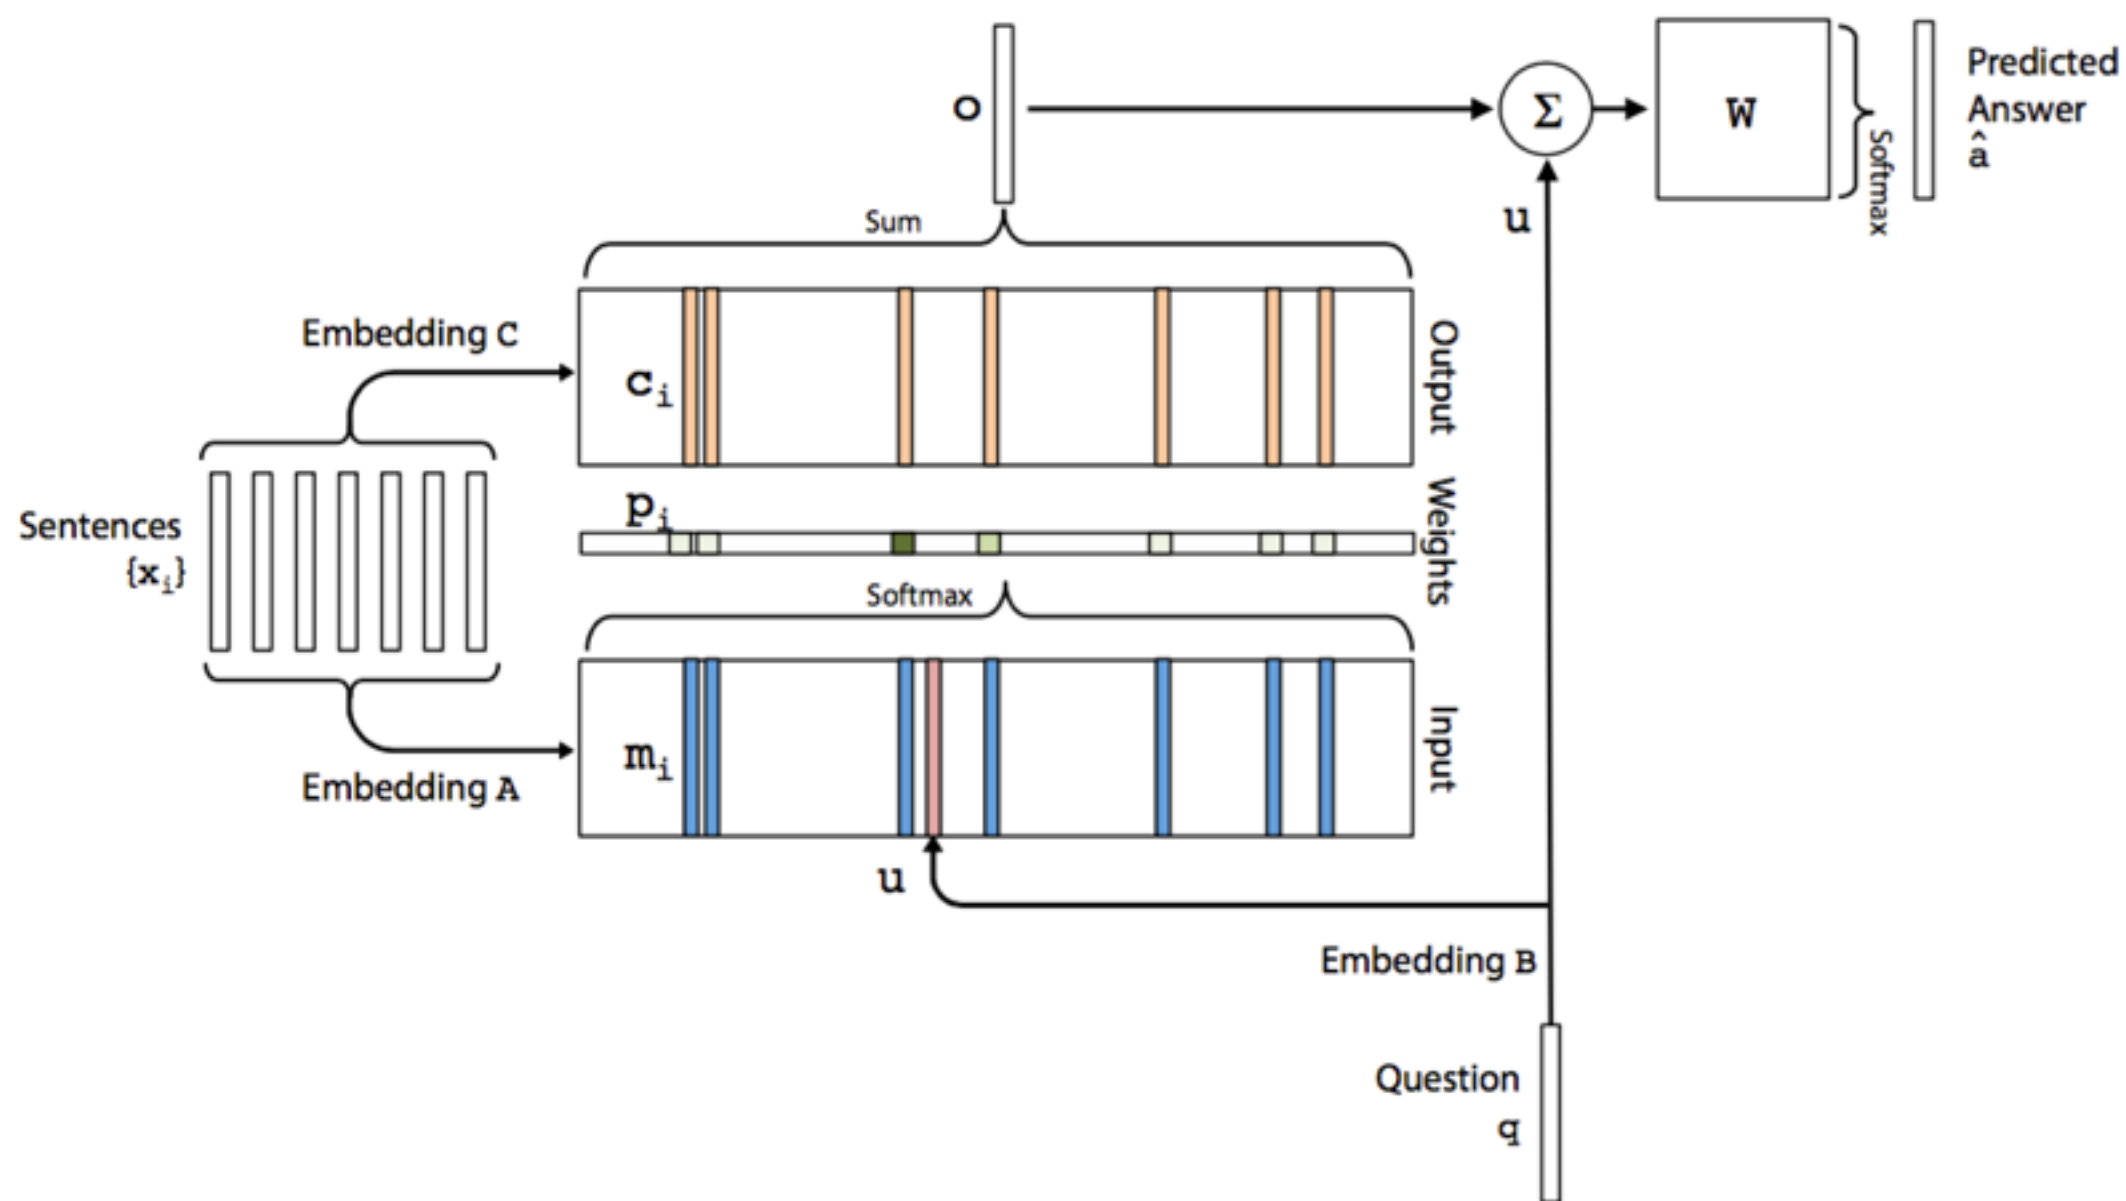 o
Σ
W
Softmax
Predicted
Answer
â
Sum
u
Embedding C
c_i
Output
Sentences
{x_i}
p_i
Weights
Softmax
m_i
Input
Embedding A
u
Embedding B
Question
q